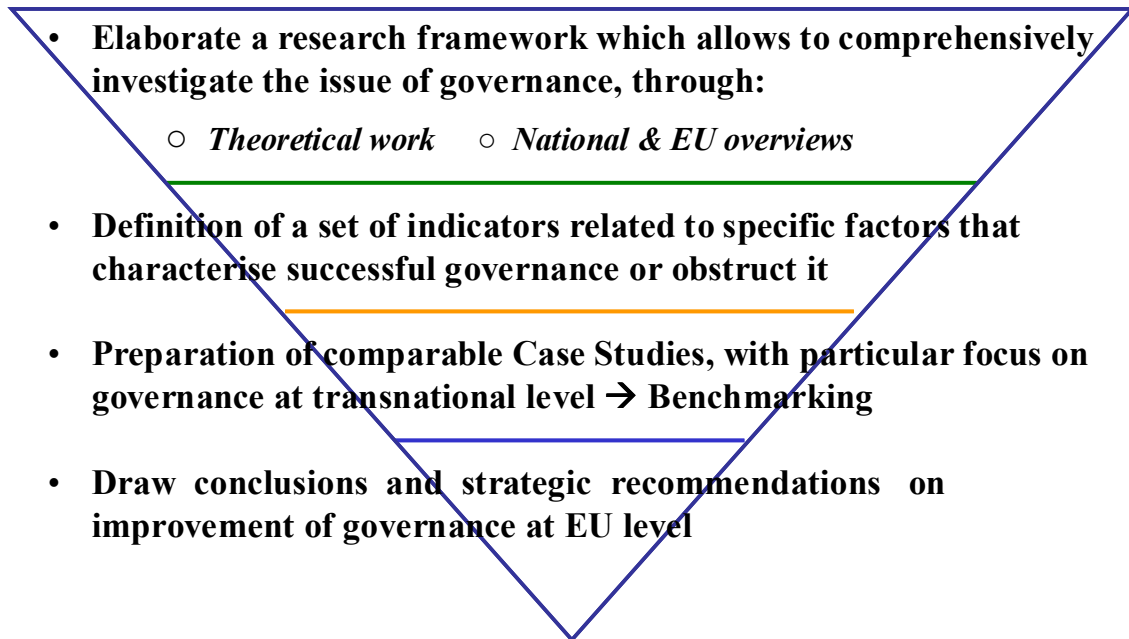 • Elaborate a research framework which allows to comprehensively
investigate the issue of governance, through:
○ Theoretical work ○ National & EU overviews
• Definition of a set of indicators related to specific factors that
characterise successful governance or obstruct it
• Preparation of comparable Case Studies, with particular focus on
governance at transnational level → Benchmarking
• Draw conclusions and strategic recommendations on
improvement of governance at EU level